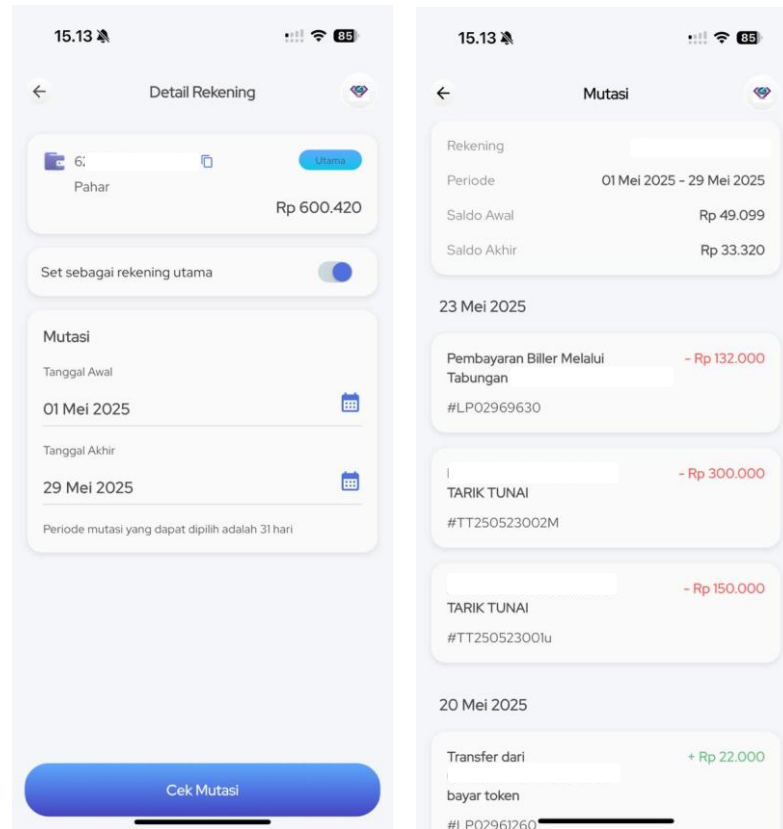 15.13
85
Detail Rekening
Utama
Pahar
Rp 600.420
Set sebagai rekening utama
Mutasi
Tanggal Awal
01 Mei 2025
Tanggal Akhir
29 Mei 2025
Periode mutasi yang dapat dipilih adalah 31 hari
Cek Mutasi
15.13
85
Mutasi
Rekening
Periode 01 Mei 2025 - 29 Mei 2025
Saldo Awal Rp 49.099
Saldo Akhir Rp 33.320
23 Mei 2025
Pembayaran Biller Melalui - Rp 132.000
Tabungan
#LP02969630
- Rp 300.000
TARIK TUNAI
#TT250523002M
- Rp 150.000
TARIK TUNAI
#TT250523001u
20 Mei 2025
Transfer dari + Rp 22.000
bayar token
#LP02961260